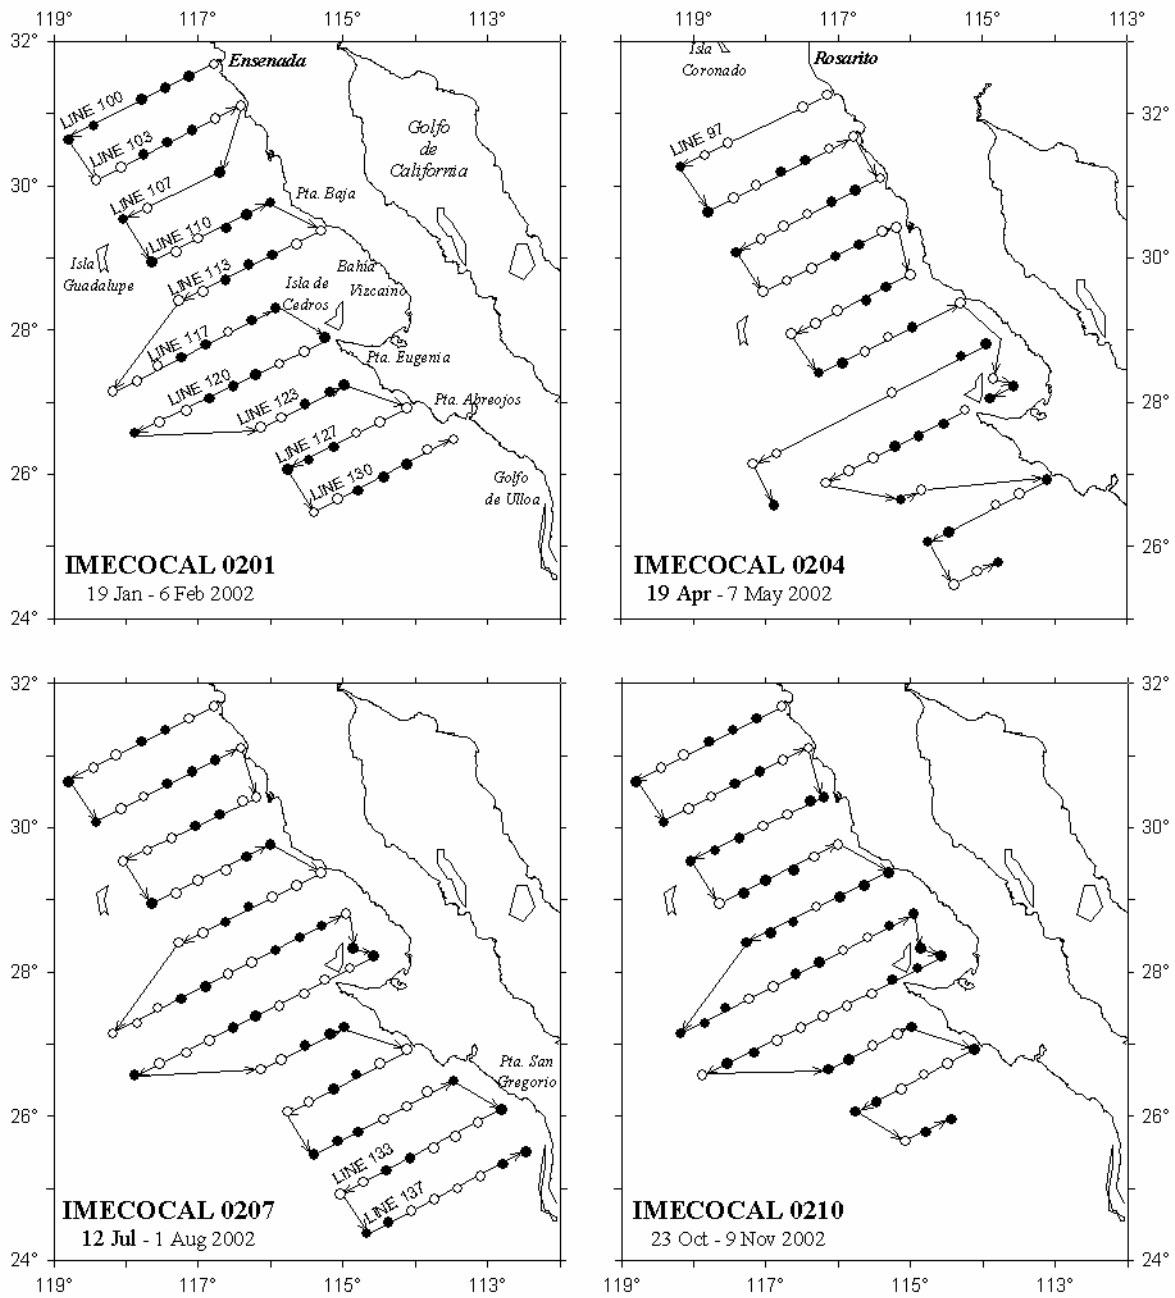 119°
117°
115°
113°
119°
117°
115°
113°
32°
30°
28°
26°
24°
Ensenada
LINE 100
LINE 103
LINE 107
LINE 110
LINE 113
LINE 117
LINE 120
LINE 123
LINE 127
LINE 130
Golfo
de
California
Pta. Baja
Isla
Guadalupe
Bahía
Vizcaino
Isla de
Cedros
Pta. Eugenia
Pta. Abreojos
Golfo
de Ulloa
IMECOCAL 0201
19 Jan - 6 Feb 2002
Isla
Coronado
Rosarito
LINE 97
32°
30°
28°
26°
24°
IMECOCAL 0204
19 Apr - 7 May 2002
32°
30°
28°
26°
24°
Pta. San
Gregorio
LINE 133
LINE 137
IMECOCAL 0207
12 Jul - 1 Aug 2002
32°
30°
28°
26°
24°
IMECOCAL 0210
23 Oct - 9 Nov 2002
119°
117°
115°
113°
119°
117°
115°
113°